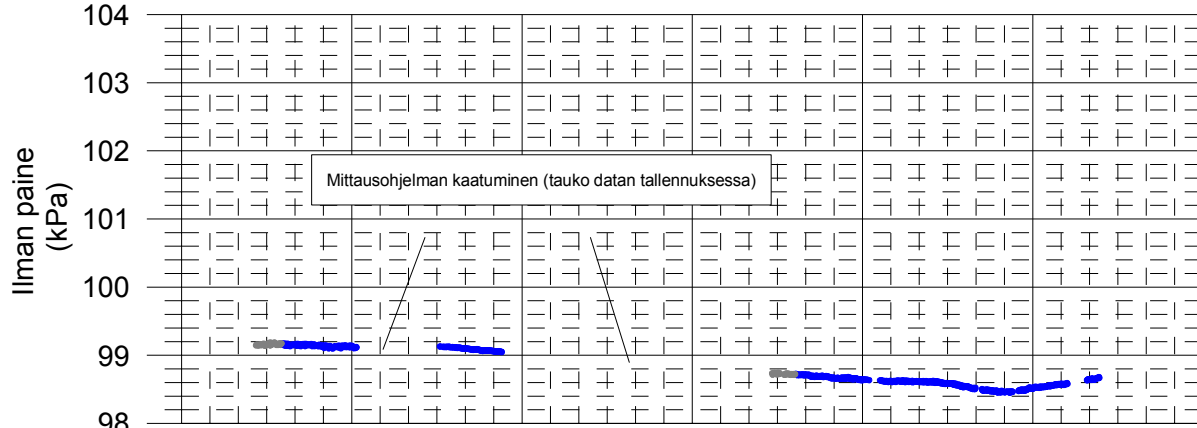 104
103
102
101
100
99
98
Ilman paine
(kPa)
Mittausohjelman kaatuminen (tauko datan tallennuksessa)